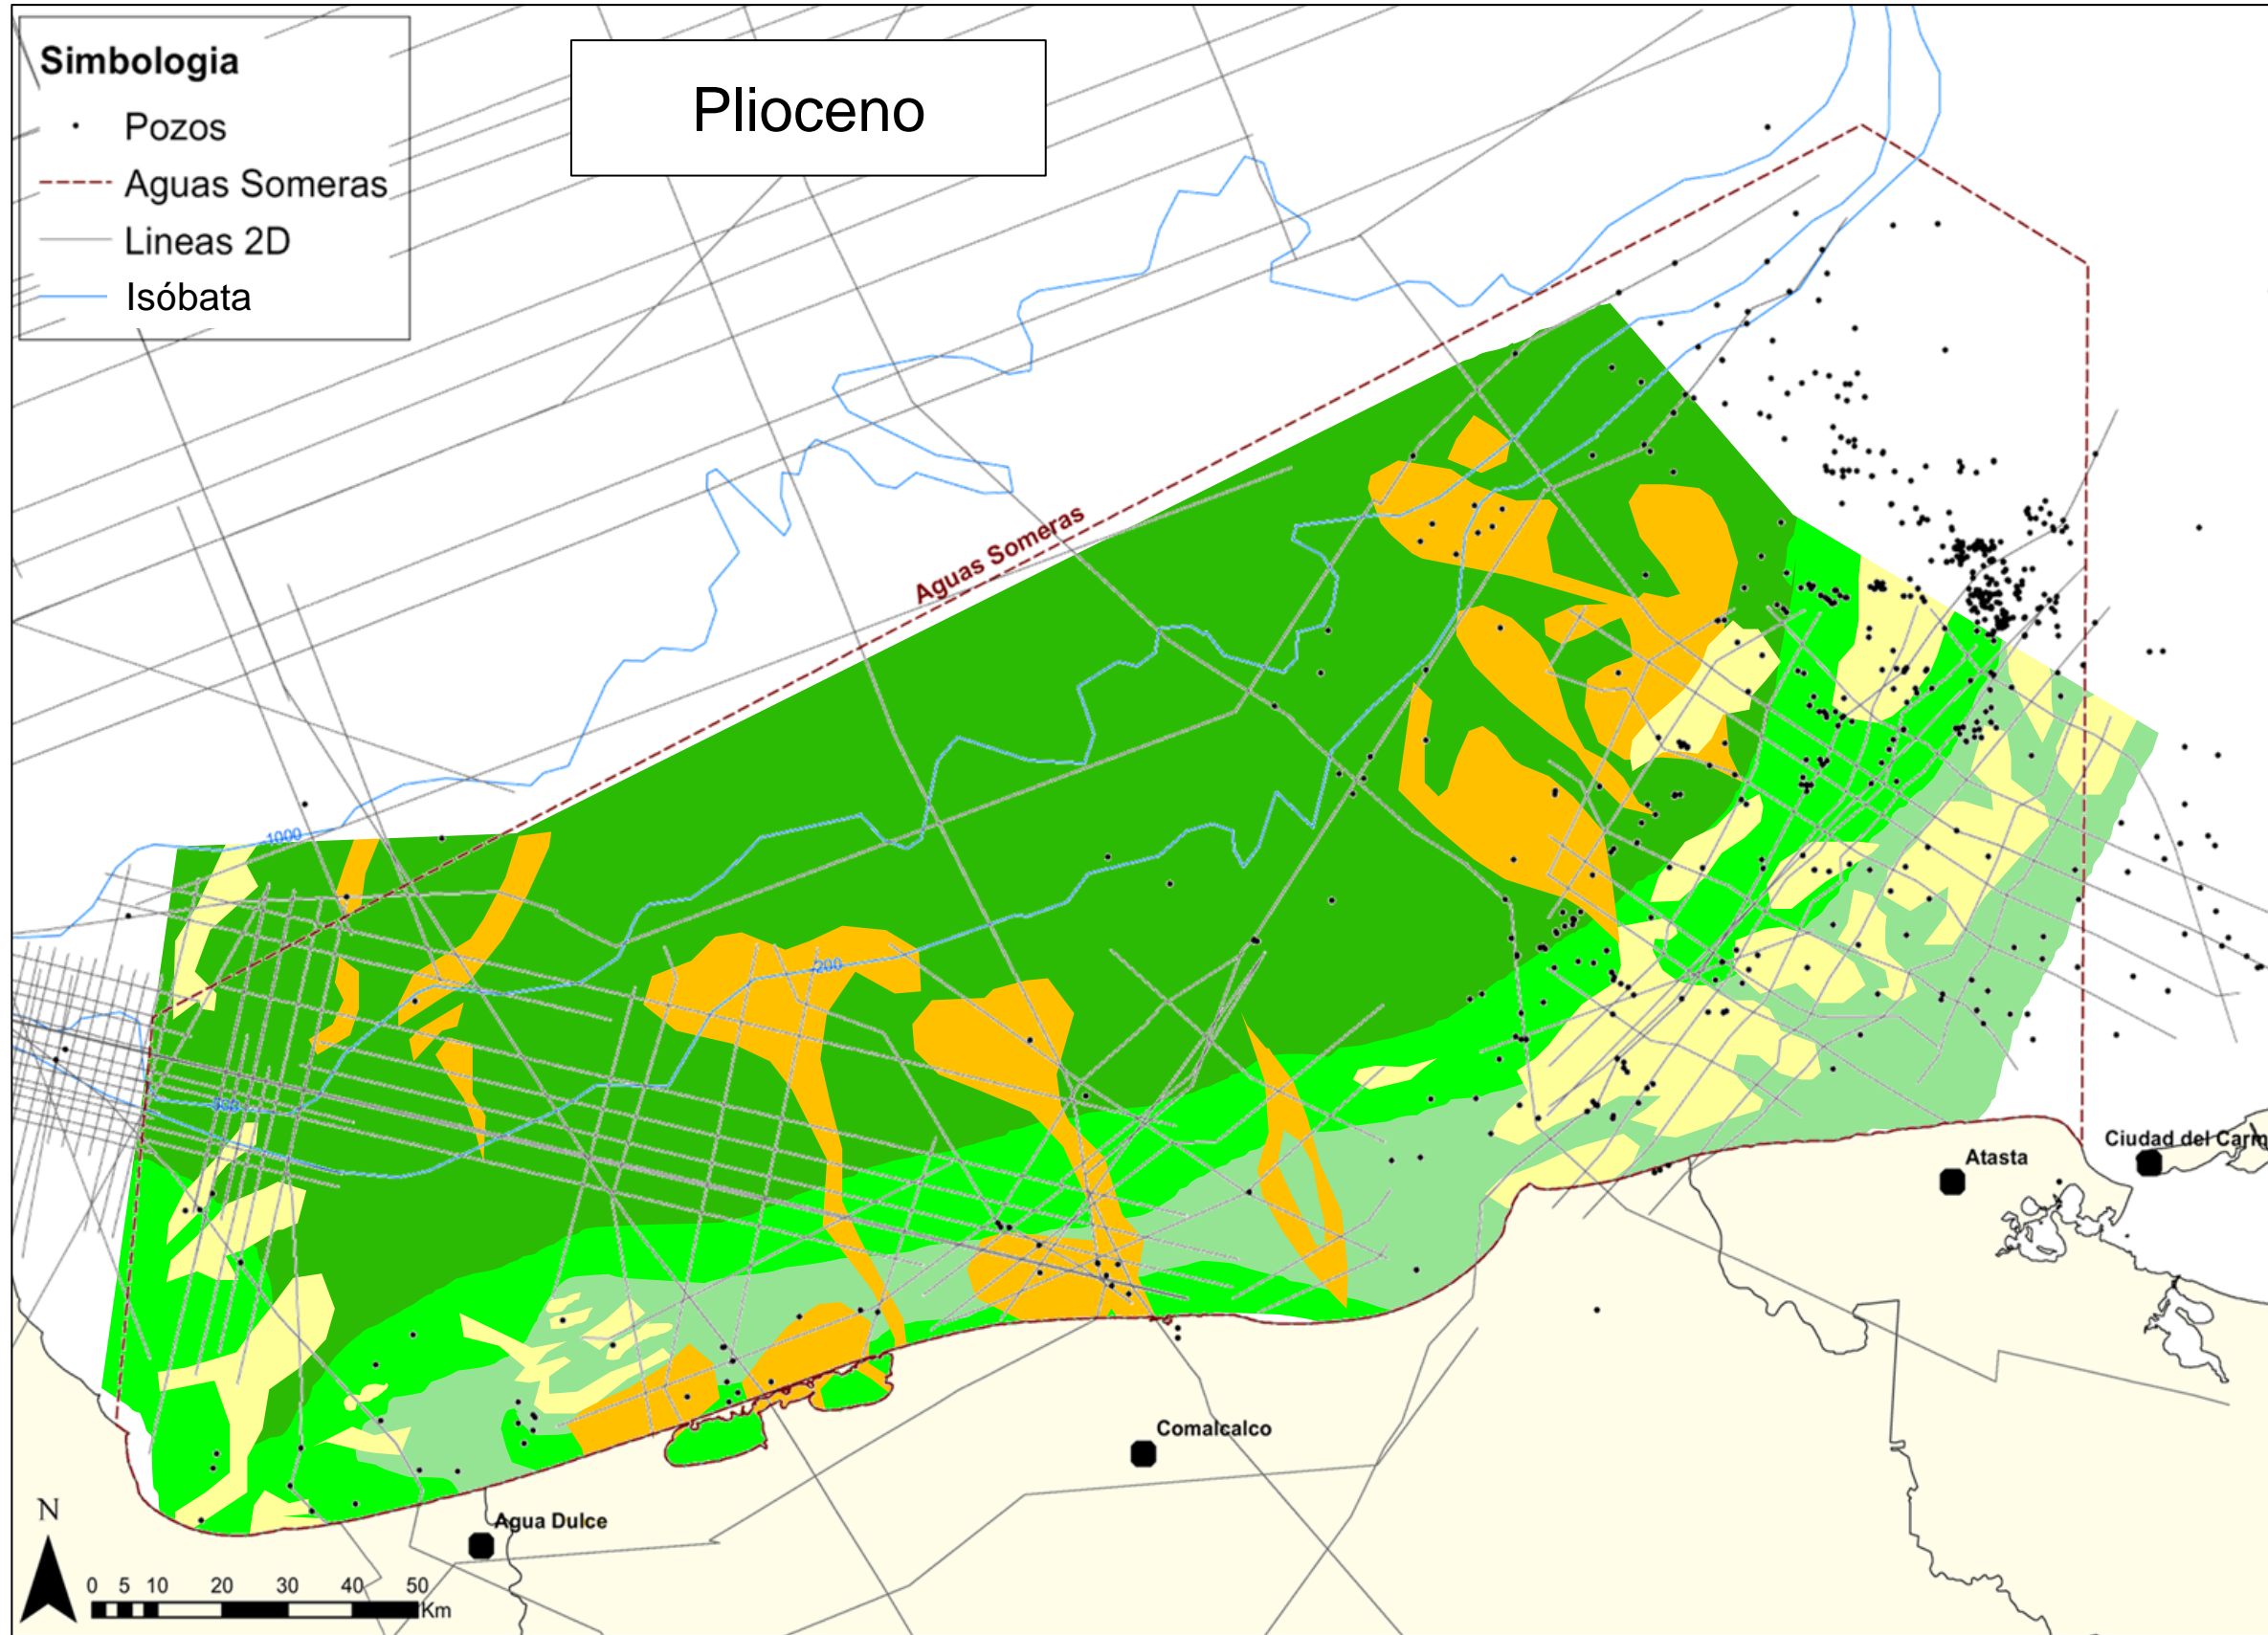 Simbologia
Pozos
Aguas Someras
Lineas 2D
Isóbata
Plioceno
Aguas Someras
1000
200
Ciudad del Carm
Atasta
Comalcalco
Agua Dulce
N
0 5 10 20 30 40 50
Km